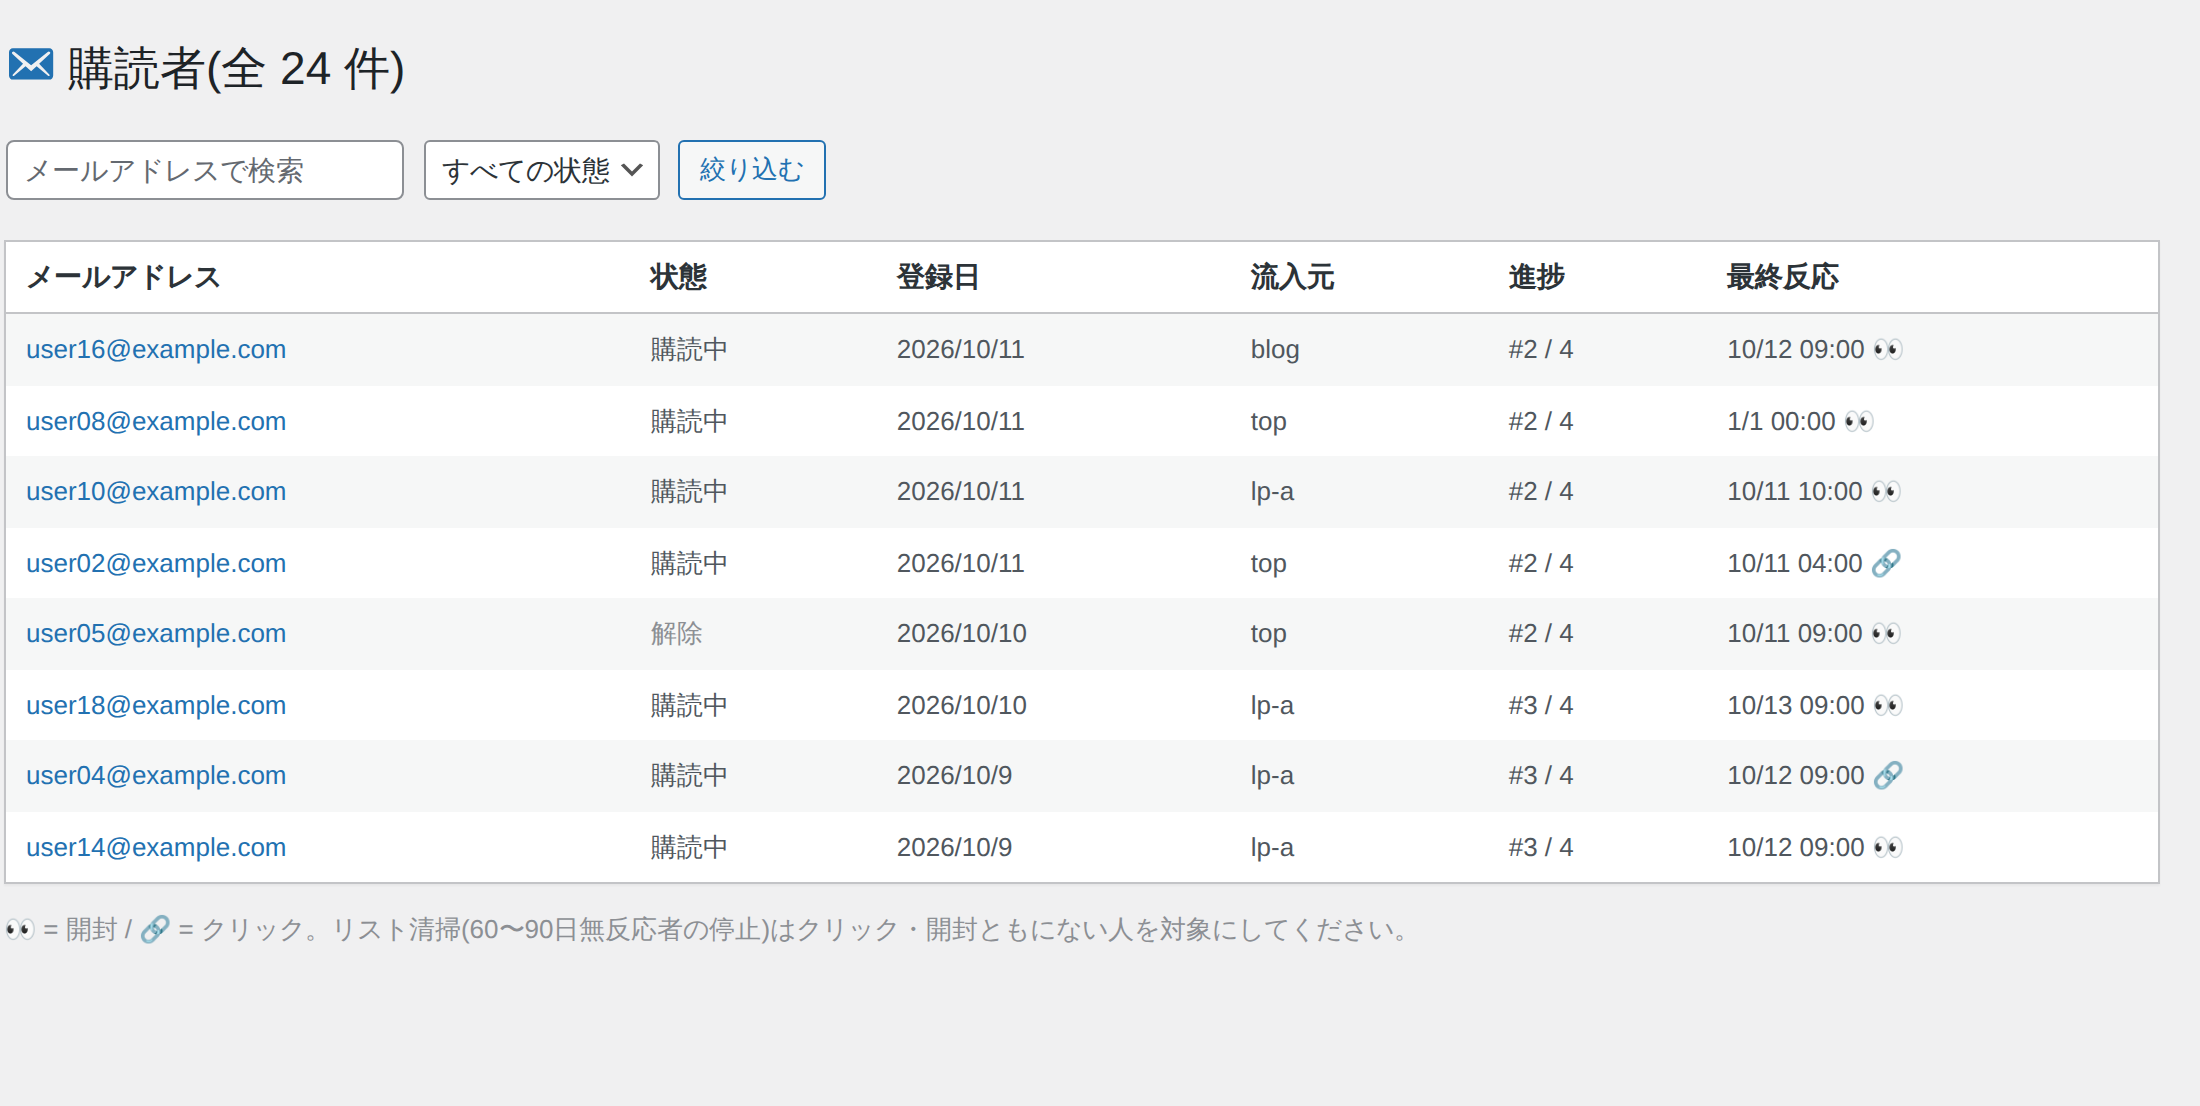 購読者(全 24 件)
メールアドレスで検索 すべての状態 絞り込む
メールアドレス 状態 登録日 流入元 進捗 最終反応
user16@example.com 購読中 2026/10/11 blog #2 / 4 10/12 09:00 👀
user08@example.com 購読中 2026/10/11 top #2 / 4 1/1 00:00 👀
user10@example.com 購読中 2026/10/11 lp-a #2 / 4 10/11 10:00 👀
user02@example.com 購読中 2026/10/11 top #2 / 4 10/11 04:00 🔗
user05@example.com 解除 2026/10/10 top #2 / 4 10/11 09:00 👀
user18@example.com 購読中 2026/10/10 lp-a #3 / 4 10/13 09:00 👀
user04@example.com 購読中 2026/10/9 lp-a #3 / 4 10/12 09:00 🔗
user14@example.com 購読中 2026/10/9 lp-a #3 / 4 10/12 09:00 👀
👀 = 開封 / 🔗 = クリック。リスト清掃(60〜90日無反応者の停止)はクリック・開封ともにない人を対象にしてください。